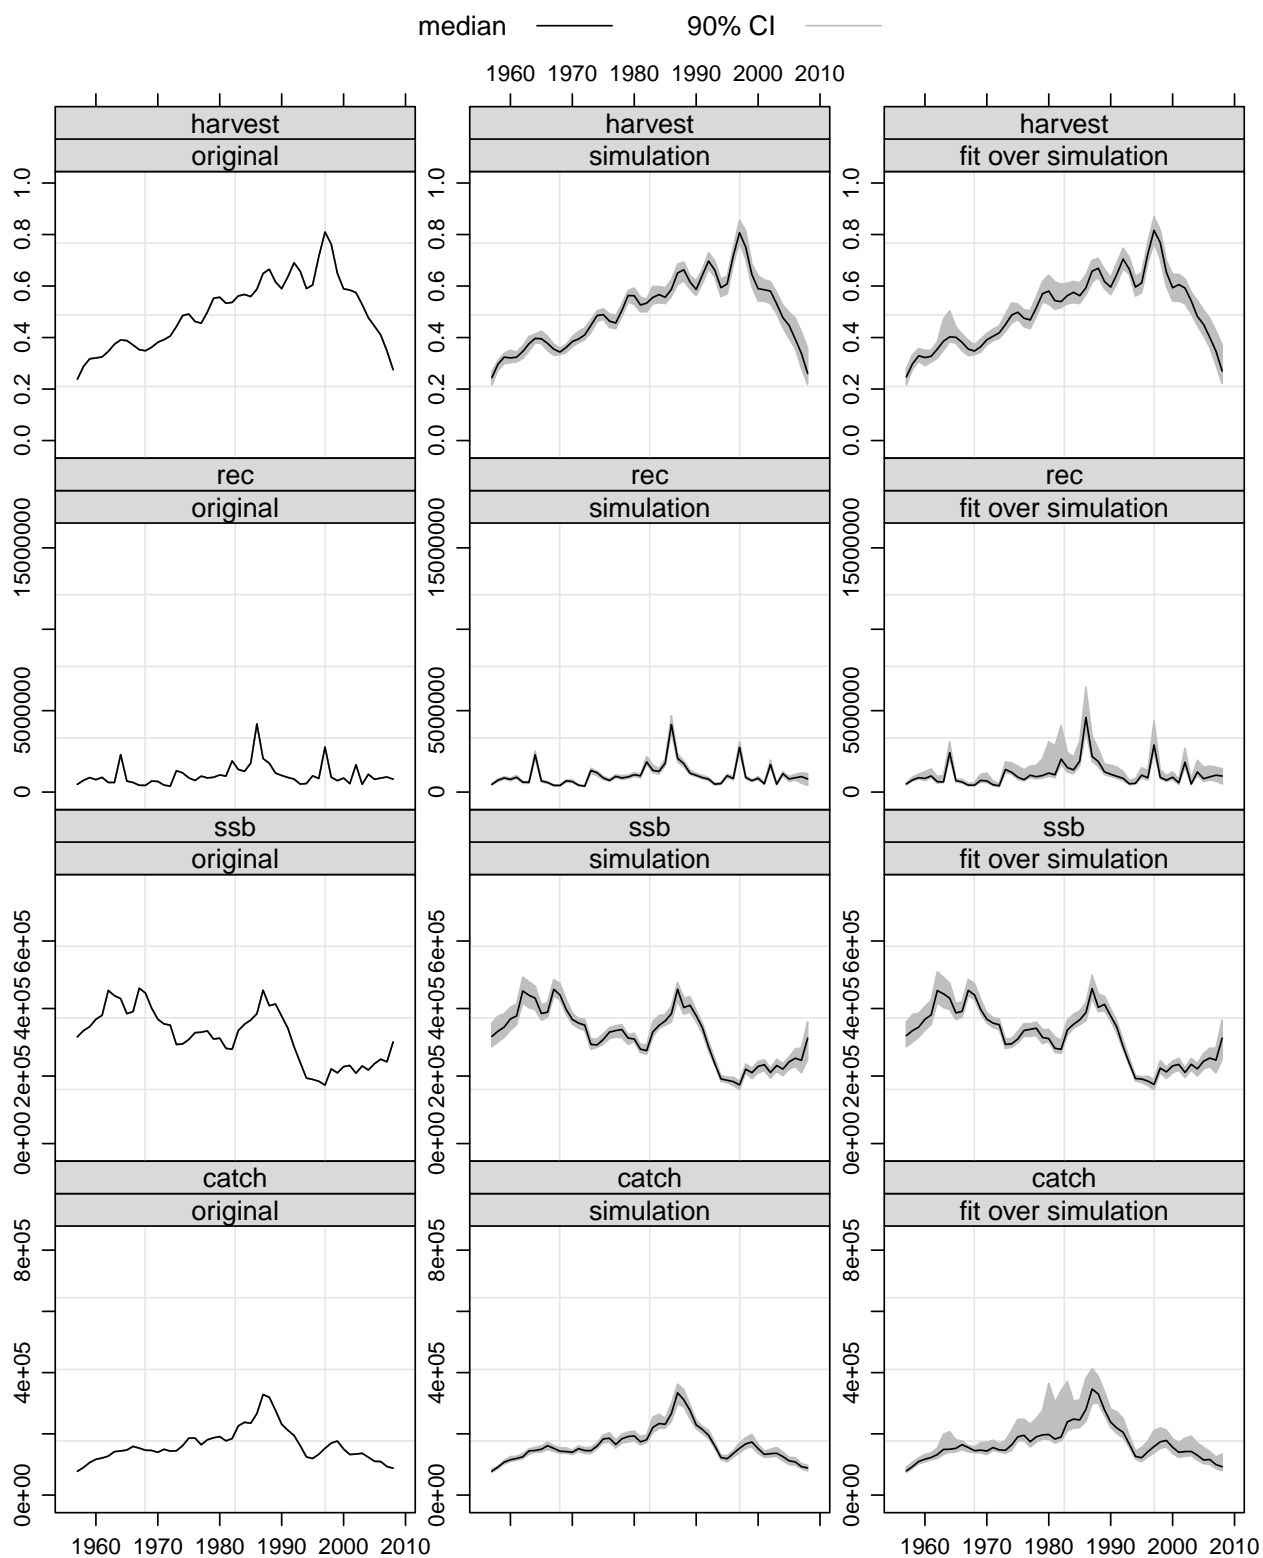 median 90% CI
1960 1970 1980 1990 2000 2010
harvest harvest harvest
original simulation fit over simulation
0.0 0.2 0.4 0.6 0.8 1.0
0.0 0.2 0.4 0.6 0.8 1.0
0.0 0.2 0.4 0.6 0.8 1.0
rec rec rec
original simulation fit over simulation
0 5000000 15000000
0 5000000 15000000
0 5000000 15000000
ssb ssb ssb
original simulation fit over simulation
0e+00 2e+05 4e+05 6e+05
0e+00 2e+05 4e+05 6e+05
0e+00 2e+05 4e+05 6e+05
catch catch catch
original simulation fit over simulation
0e+00 4e+05 8e+05
0e+00 4e+05 8e+05
0e+00 4e+05 8e+05
1960 1970 1980 1990 2000 2010
1960 1970 1980 1990 2000 2010